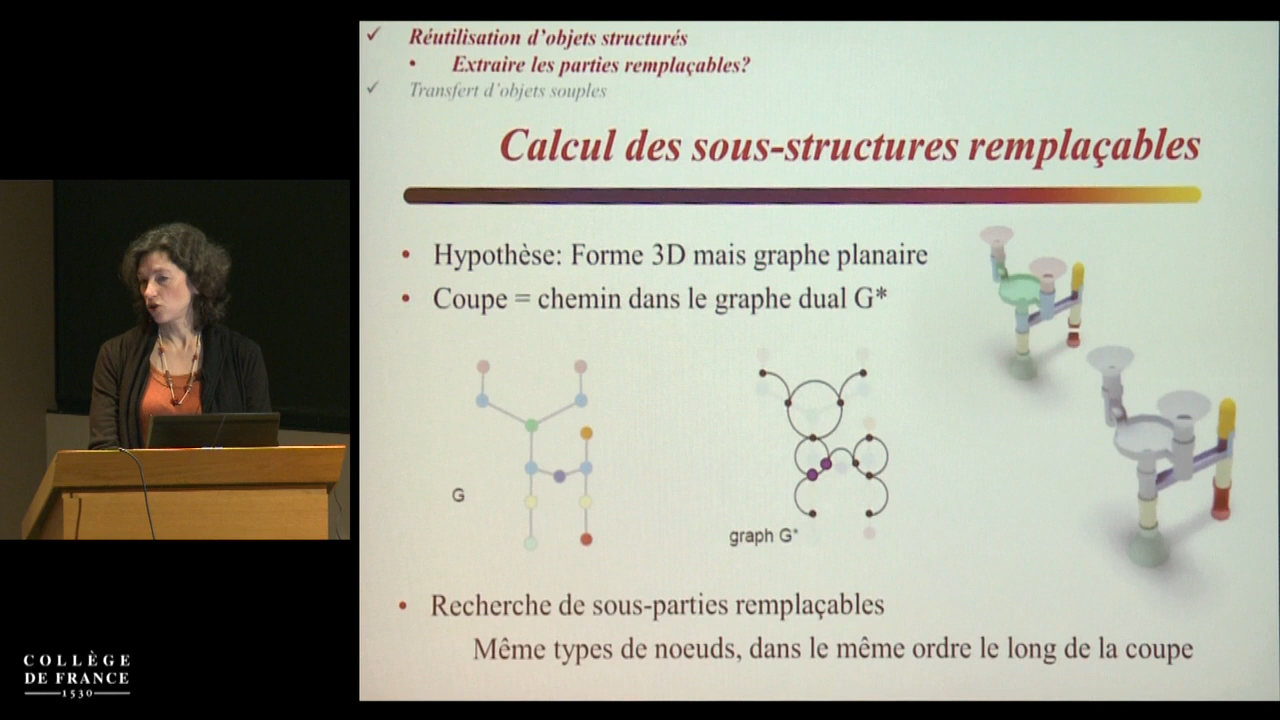 Réutilisation d'objets structurés
Extraire les parties remplaçables?
Transfert d'objets souples
Calcul des sous-structures remplaçables
Hypothèse: Forme 3D mais graphe planaire
Coupe = chemin dans le graphe dual G*
G
graph G*
Recherche de sous-parties remplaçables
Même types de noeuds, dans le même ordre le long de la coupe
COLLÈGE
DE FRANCE
1530